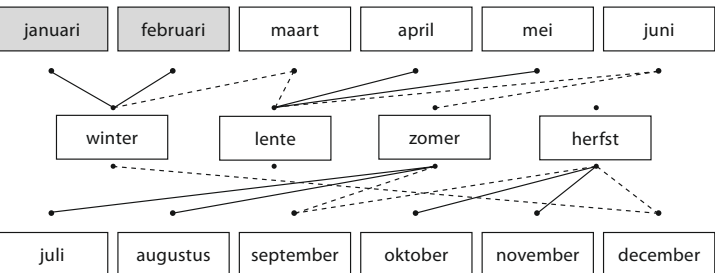 januari februari maart april mei juni
winter lente zomer herfst
juli augustus september oktober november december